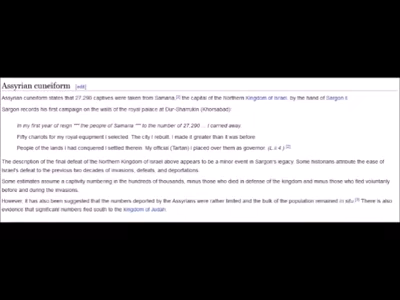 Assyrian cuneiform [edit]
Assyrian cuneiform states that 27,290 captives were taken from Samaria,[2] the capital of the Northern Kingdom of Israel, by the hand of Sargon II.
Sargon records his first campaign on the walls of the royal palace at Dur-Sharrukin (Khorsabad):
In my first year of reign *** the people of Samaria *** to the number of 27,290 ... I carried away.
Fifty chariots for my royal equipment I selected. The city I rebuilt. I made it greater than it was before.
People of the lands I had conquered I settled therein. My official (Tartan) I placed over them as governor. (L.ii.4.)
The description of the final defeat of the Northern Kingdom of Israel above appears to be a minor event in Sargon's legacy. Some historians attribute the ease of
Israel's defeat to the previous two decades of invasions, defeats, and deportations.
Some estimates assume a captivity numbering in the hundreds of thousands, minus those who died in defense of the kingdom and minus those who fled voluntarily
before and during the invasions.
However, it has also been suggested that the numbers deported by the Assyrians were rather limited and the bulk of the population remained in situ. There is also
evidence that significant numbers fled south to the kingdom of Judah.